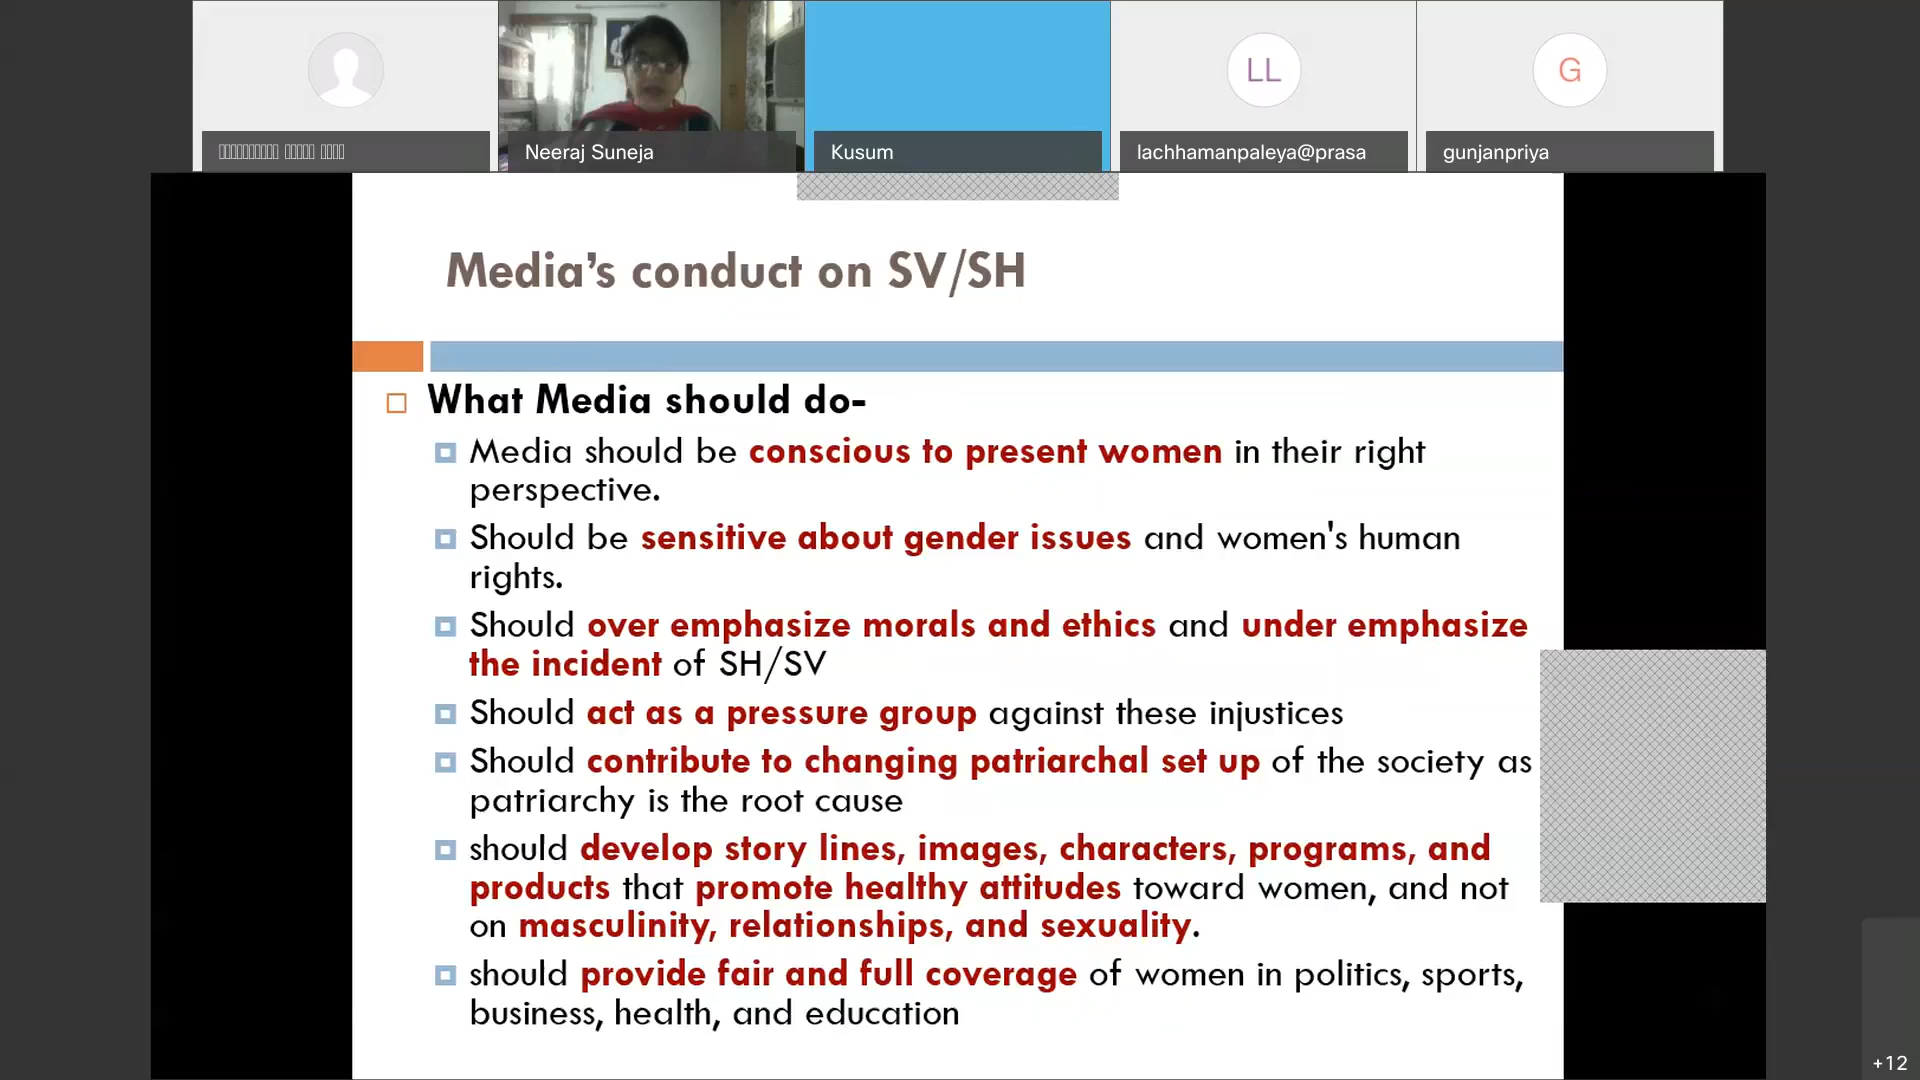 Neeraj Suneja
Kusum
LL
lachhamanpaleya@prasa
G
gunjanpriya
Media's conduct on SV/SH
What Media should do-
Media should be conscious to present women in their right
perspective.
Should be sensitive about gender issues and women's human
rights.
Should over emphasize morals and ethics and under emphasize
the incident of SH/SV
Should act as a pressure group against these injustices
Should contribute to changing patriarchal set up of the society as
patriarchy is the root cause
should develop story lines, images, characters, programs, and
products that promote healthy attitudes toward women, and not
on masculinity, relationships, and sexuality.
should provide fair and full coverage of women in politics, sports,
business, health, and education
+12